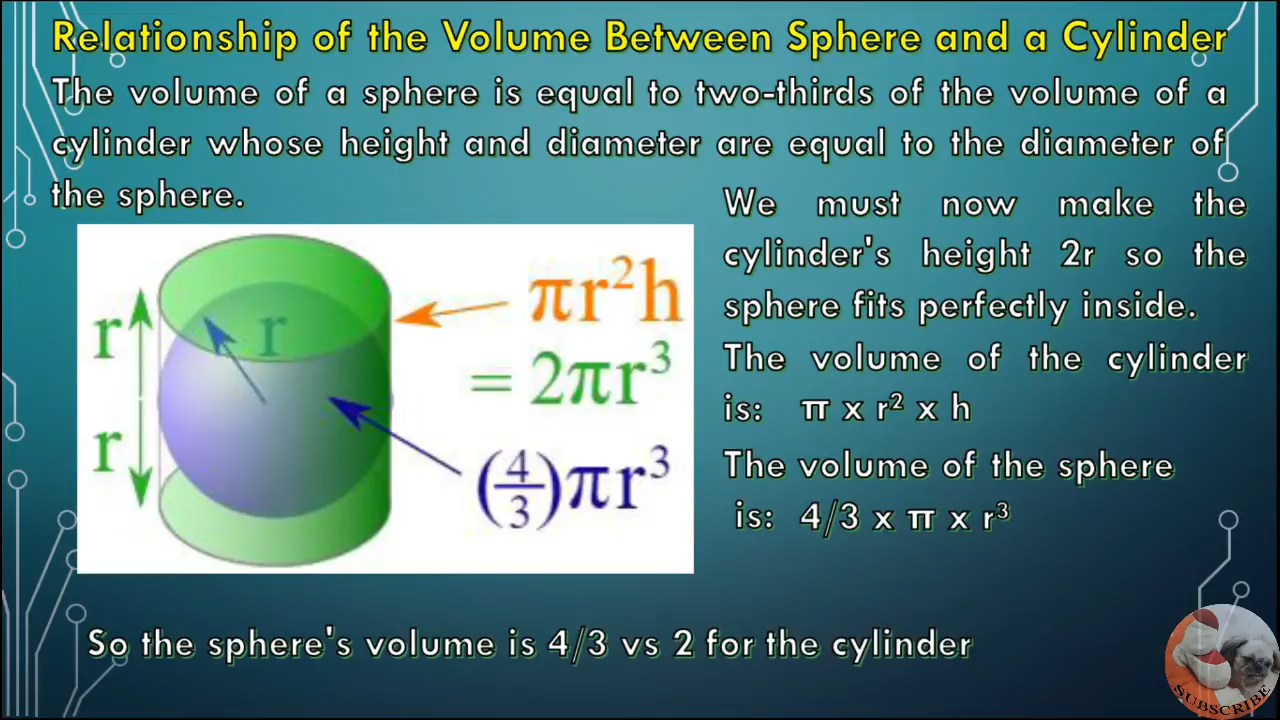 Relationship of the Volume Between Sphere and a Cylinder
The volume of a sphere is equal to two-thirds of the volume of a
cylinder whose height and diameter are equal to the diameter of
the sphere.
We must now make the
cylinder's height 2r so the
sphere fits perfectly inside.
The volume of the cylinder
is: π x r² x h
The volume of the sphere
is: 4/3 x π x r³
r
r
r
πr²h
= 2πr³
(4/3)πr³
So the sphere's volume is 4/3 vs 2 for the cylinder
SUBSCRIBE